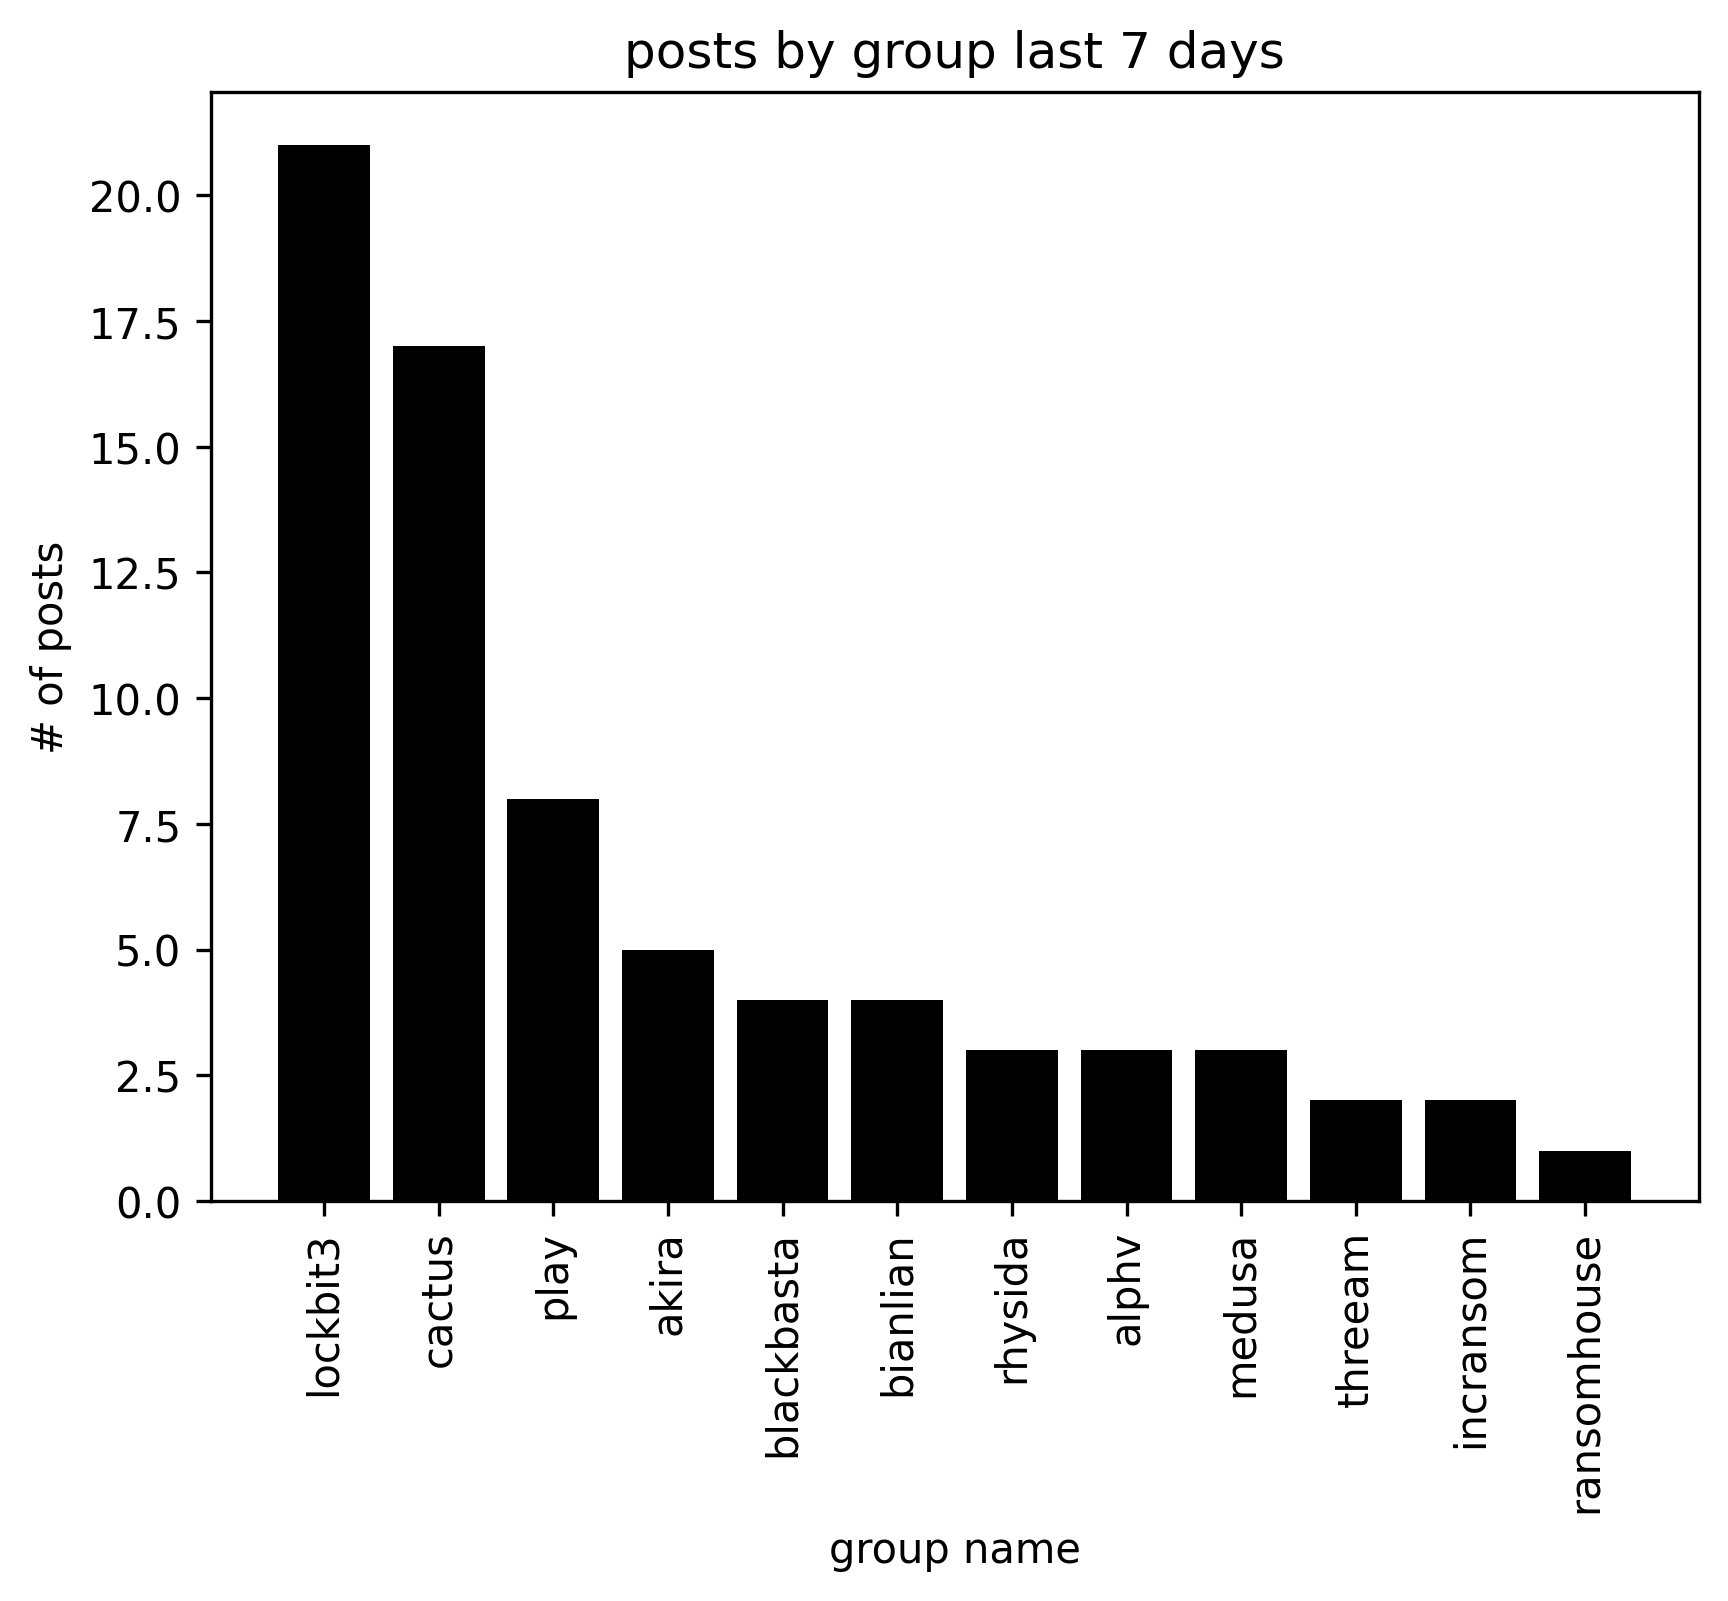 posts by group last 7 days
# of posts
20.0
17.5
15.0
12.5
10.0
7.5
5.0
2.5
0.0
lockbit3
cactus
play
akira
blackbasta
bianlian
rhysida
alphv
medusa
threeam
incransom
ransomhouse
group name